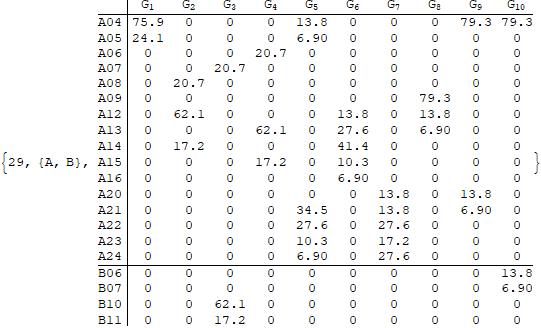 G1 G2 G3 G4 G5 G6 G7 G8 G9 G10
A04 75.9 0 0 0 13.8 0 0 0 79.3 79.3
A05 24.1 0 0 0 6.90 0 0 0 0 0
A06 0 0 0 20.7 0 0 0 0 0 0
A07 0 0 20.7 0 0 0 0 0 0 0
A08 0 20.7 0 0 0 0 0 0 0 0
A09 0 0 0 0 0 0 0 79.3 0 0
A12 0 62.1 0 0 0 13.8 0 13.8 0 0
A13 0 0 0 62.1 0 27.6 0 6.90 0 0
A14 0 17.2 0 0 0 41.4 0 0 0 0
{29, {A, B}, A15 0 0 0 17.2 0 10.3 0 0 0 0 }
A16 0 0 0 0 0 6.90 0 0 0 0
A20 0 0 0 0 0 0 13.8 0 13.8 0
A21 0 0 0 0 34.5 0 13.8 0 6.90 0
A22 0 0 0 0 27.6 0 27.6 0 0 0
A23 0 0 0 0 10.3 0 17.2 0 0 0
A24 0 0 0 0 6.90 0 27.6 0 0 0
B06 0 0 0 0 0 0 0 0 0 13.8
B07 0 0 0 0 0 0 0 0 0 6.90
B10 0 0 62.1 0 0 0 0 0 0 0
B11 0 0 17.2 0 0 0 0 0 0 0